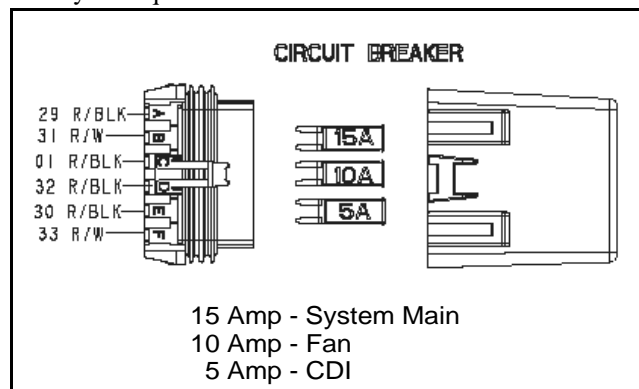 CIRCUIT BREAKER
29 R/BLK
31 R/W
01 R/BLK
32 R/BLK
30 R/BLK
33 R/W
A
B
C
D
E
F
15A
10A
5A
15 Amp - System Main
10 Amp - Fan
5 Amp - CDI